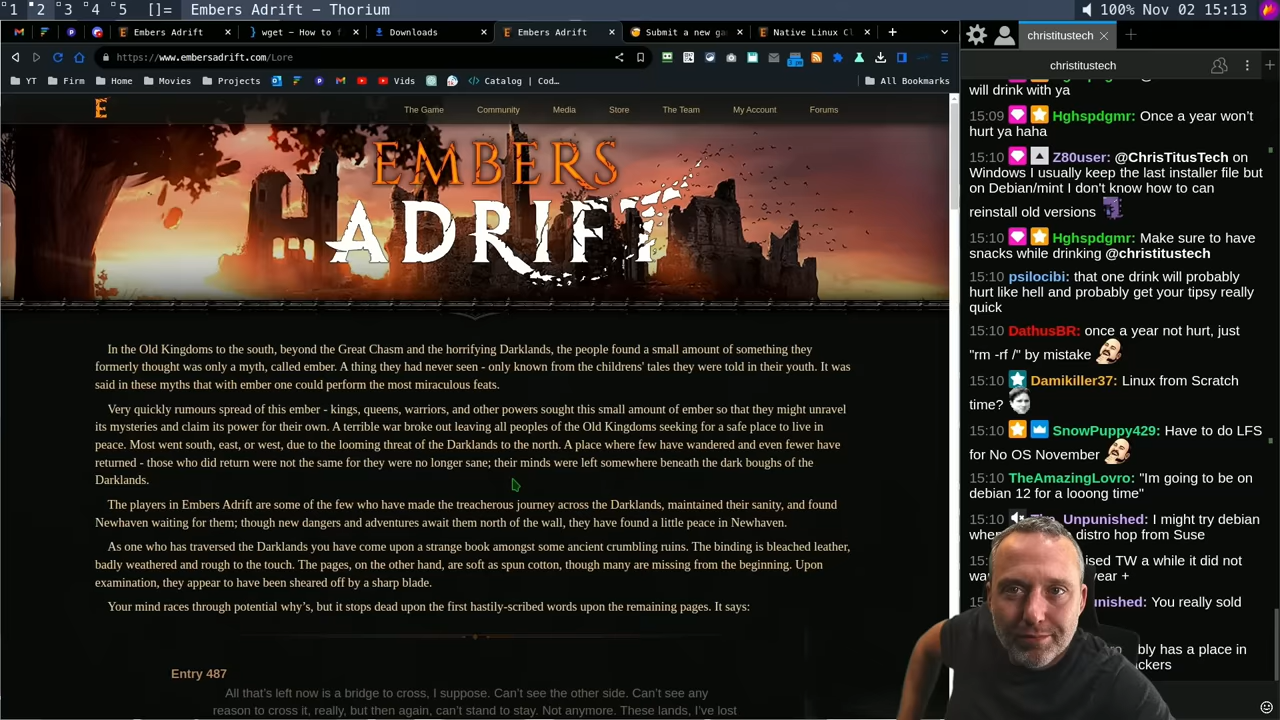 1 2 3 4 5 []= Embers Adrift – Thorium
100% Nov 02 15:13
Embers Adrift
wget – How to f
Downloads
Embers Adrift
Submit a new ga
Native Linux Cl
https://www.embersadrift.com/Lore
YT Firm Home Movies Projects Vids Catalog | Cod… All Bookmarks
The Game Community Media Store The Team My Account Forums
EMBERS
ADRIFT
In the Old Kingdoms to the south, beyond the Great Chasm and the horrifying Darklands, the people found a small amount of something they
formerly thought was only a myth, called ember. A thing they had never seen - only known from the childrens' tales they were told in their youth. It was
said in these myths that with ember one could perform the most miraculous feats.
Very quickly rumours spread of this ember - kings, queens, warriors, and other powers sought this small amount of ember so that they might unravel
its mysteries and claim its power for their own. A terrible war broke out leaving all peoples of the Old Kingdoms seeking for a safe place to live in
peace. Most went south, east, or west, due to the looming threat of the Darklands to the north. A place where few have wandered and even fewer have
returned - those who did return were not the same for they were no longer sane; their minds were left somewhere beneath the dark boughs of the
Darklands.
The players in Embers Adrift are some of the few who have made the treacherous journey across the Darklands, maintained their sanity, and found
Newhaven waiting for them; though new dangers and adventures await them north of the wall, they have found a little peace in Newhaven.
As one who has traversed the Darklands you have come upon a strange book amongst some ancient crumbling ruins. The binding is bleached leather,
badly weathered and rough to the touch. The pages, on the other hand, are soft as spun cotton, though many are missing from the beginning. Upon
examination, they appear to have been sheared off by a sharp blade.
Your mind races through potential why's, but it stops dead upon the first hastily-scribed words upon the remaining pages. It says:
Entry 487
All that's left now is a bridge to cross, I suppose. Can't see the other side. Can't see any
reason to cross it, really, but then again, can't stand to stay. Not anymore. These lands, I've lost
christitustech
christitustech
will drink with ya
15:09 Hghspdgmr: Once a year won't
hurt ya haha
15:10 Z80user: @ChrisTitusTech on
Windows I usually keep the last installer file but
on Debian/mint I don't know how to can
reinstall old versions
15:10 Hghspdgmr: Make sure to have
snacks while drinking @christitustech
15:10 psilocibi: that one drink will probably
hurt like hell and probably get your tipsy really
quick
15:10 DathusBR: once a year not hurt, just
"rm -rf /" by mistake
15:10 Damikiller37: Linux from Scratch
time?
15:10 SnowPuppy429: Have to do LFS
for No OS November
15:10 TheAmazingLovro: "Im going to be on
debian 12 for a looong time"
15:10 Unpunished: I might try debian
distro hop from Suse
TW a while it did not
year +
You really sold
has a place in